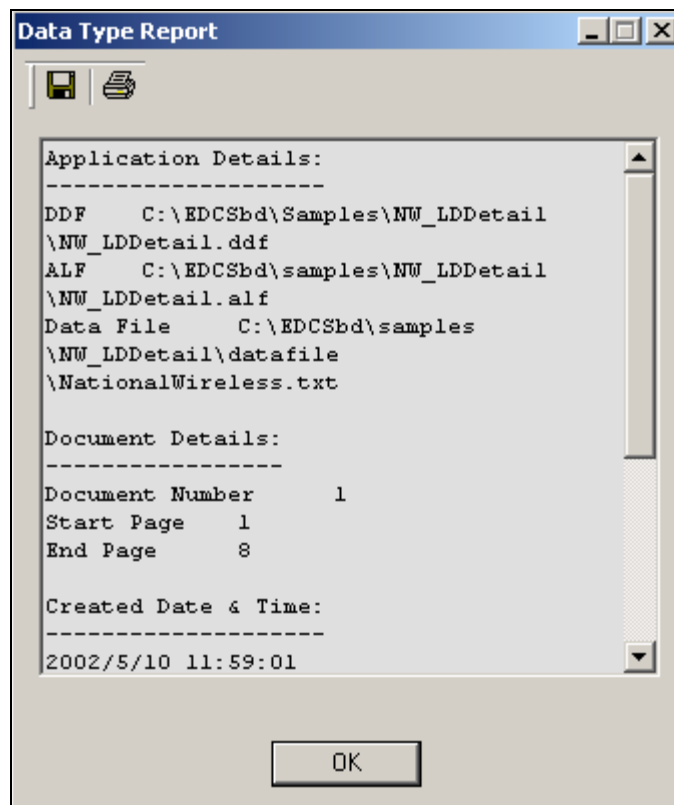 Data Type Report
Application Details:
---------------------
DDF C:\EDCSbd\Samples\NW_LDDetail
\NW_LDDetail.ddf
ALF C:\EDCSbd\samples\NW_LDDetail
\NW_LDDetail.alf
Data File C:\EDCSbd\samples
\NW_LDDetail\datafile
\NationalWireless.txt
Document Details:
------------------
Document Number 1
Start Page 1
End Page 8
Created Date & Time:
---------------------
2002/5/10 11:59:01
OK